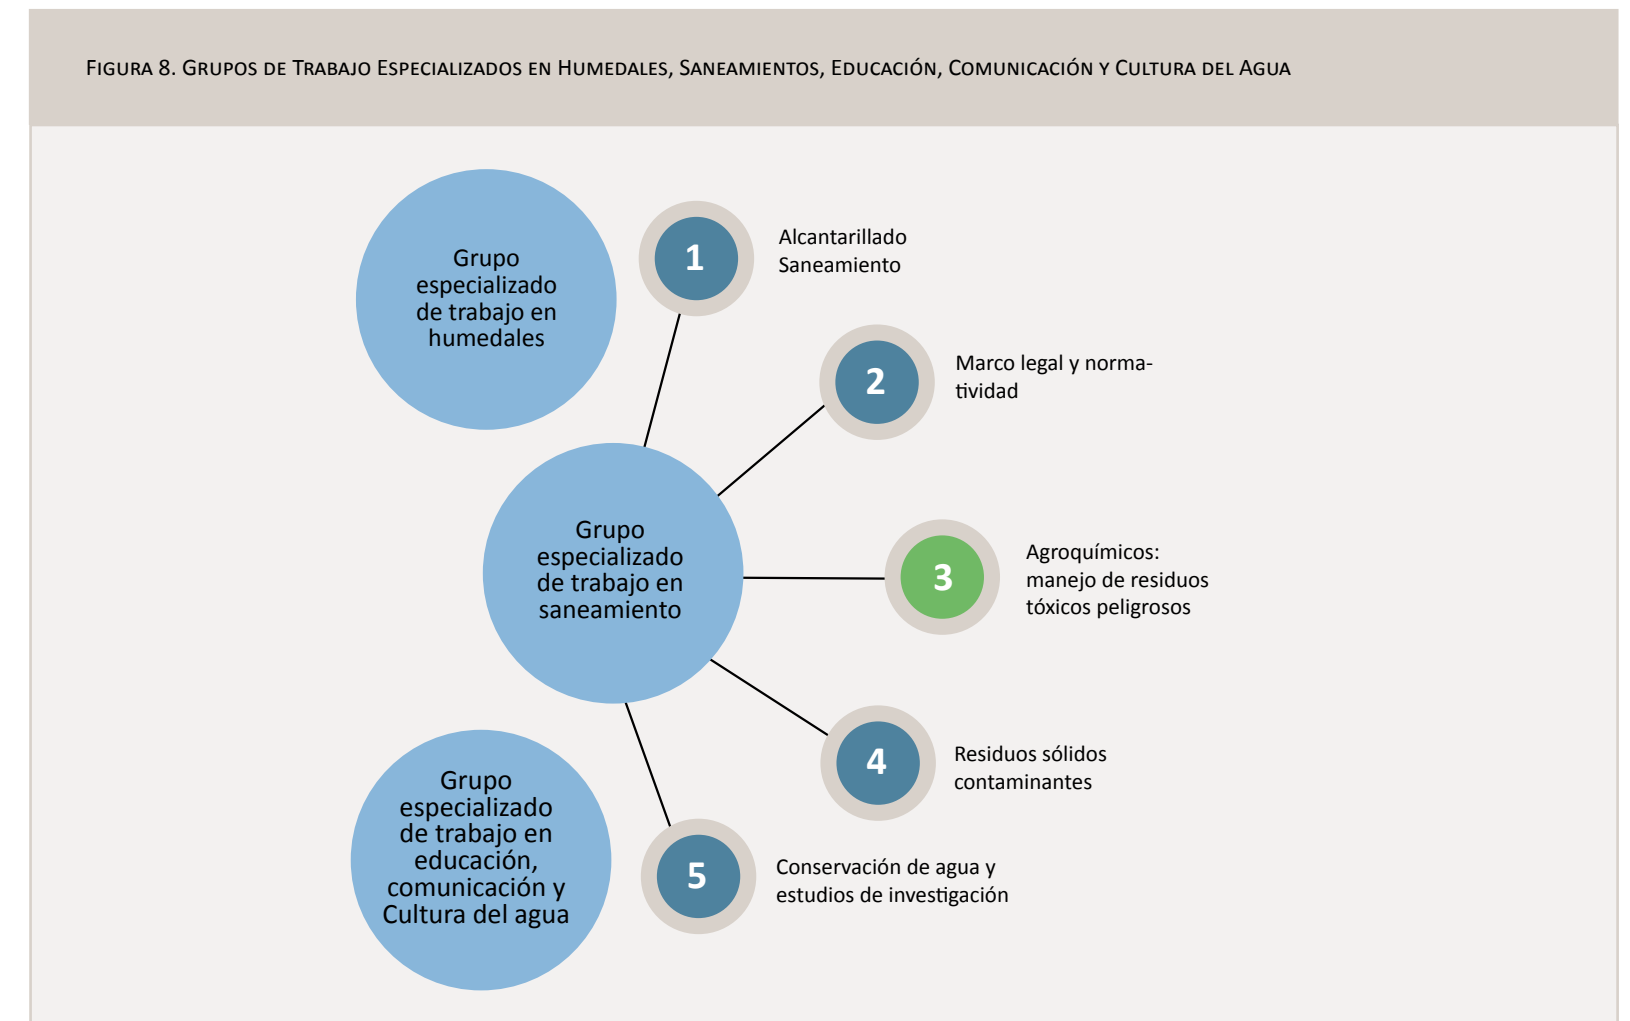 FIGURA 8. GRUPOS DE TRABAJO ESPECIALIZADOS EN HUMEDALES, SANEAMIENTOS, EDUCACIÓN, COMUNICACIÓN Y CULTURA DEL AGUA
Grupo
especializado
de trabajo en
humedales
1
Alcantarillado
Saneamiento
2
Marco legal y norma-
tividad
Grupo
especializado
de trabajo en
saneamiento
3
Agroquímicos:
manejo de residuos
tóxicos peligrosos
4
Residuos sólidos
contaminantes
Grupo
especializado
de trabajo en
educación,
comunicación y
Cultura del agua
5
Conservación de agua y
estudios de investigación